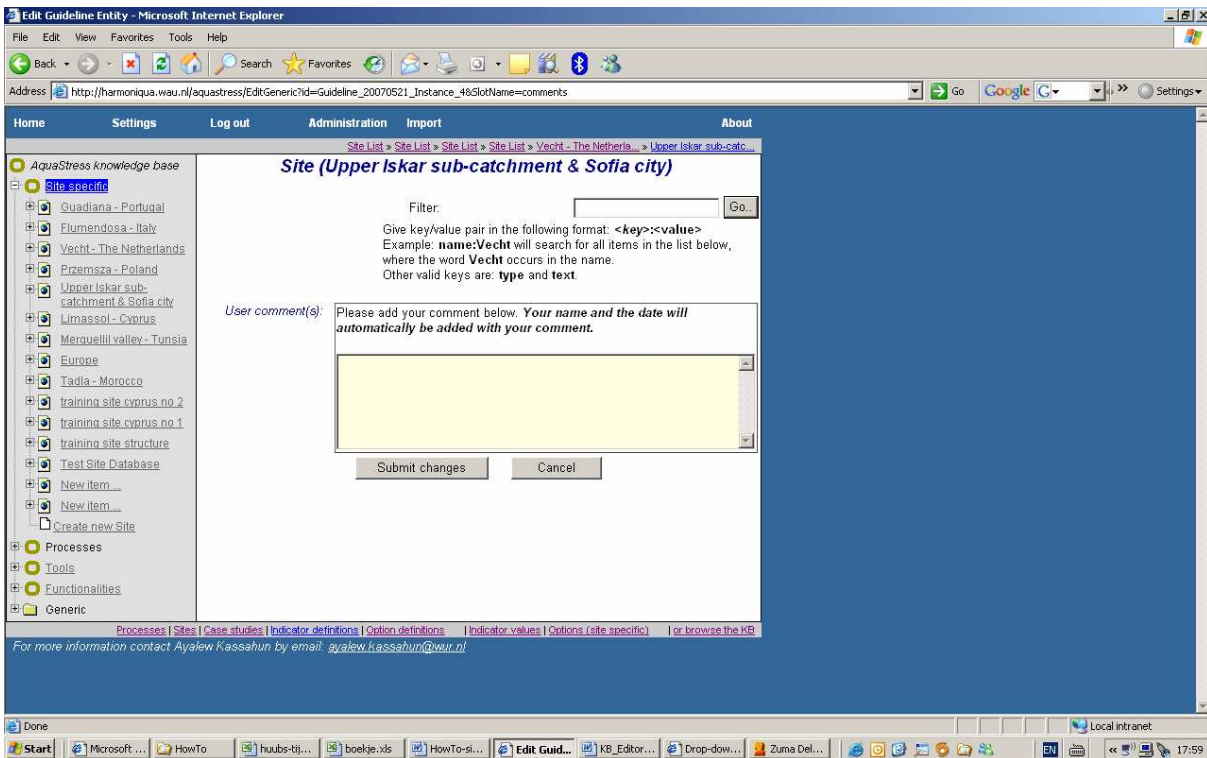 Edit Guideline Entity - Microsoft Internet Explorer
File Edit View Favorites Tools Help
Back Search Favorites
Address http://harmoniqua.wau.nl/aquastress/EditGeneric?id=Guideline_20070521_Instance_4&SlotName=comments Go Google G Settings
Home Settings Log out Administration Import About
Site List » Site List » Site List » Site List » Vecht - The Netherla... » Upper Iskar sub-catc...
AquaStress knowledge base
Site specific
Guadiana - Portugal
Flumendosa - Italy
Vecht - The Netherlands
Przemsza - Poland
Upper Iskar sub-
catchment & Sofia city
Limassol - Cyprus
Merquellil valley - Tunsia
Europe
Tadla - Morocco
training site cyprus no 2
training site cyprus no 1
training site structure
Test Site Database
New item ...
New item ...
Create new Site
Processes
Tools
Functionalities
Generic
Site (Upper Iskar sub-catchment & Sofia city)
Filter: Go..
Give key/value pair in the following format: <key>:<value>
Example: name:Vecht will search for all items in the list below,
where the word Vecht occurs in the name.
Other valid keys are: type and text.
User comment(s): Please add your comment below. Your name and the date will
automatically be added with your comment.
Submit changes Cancel
Processes | Sites | Case studies | Indicator definitions | Option definitions | Indicator values | Options (site specific) | or browse the KB
For more information contact Ayalew Kassahun by email: ayalew.kassahun@wur.nl
Done Local intranet
Start Microsoft ... HowTo huubs-tij... boekje.xls HowTo-si... Edit Guid... KB_Editor... Drop-dow... Zuma Del... EN 17:59